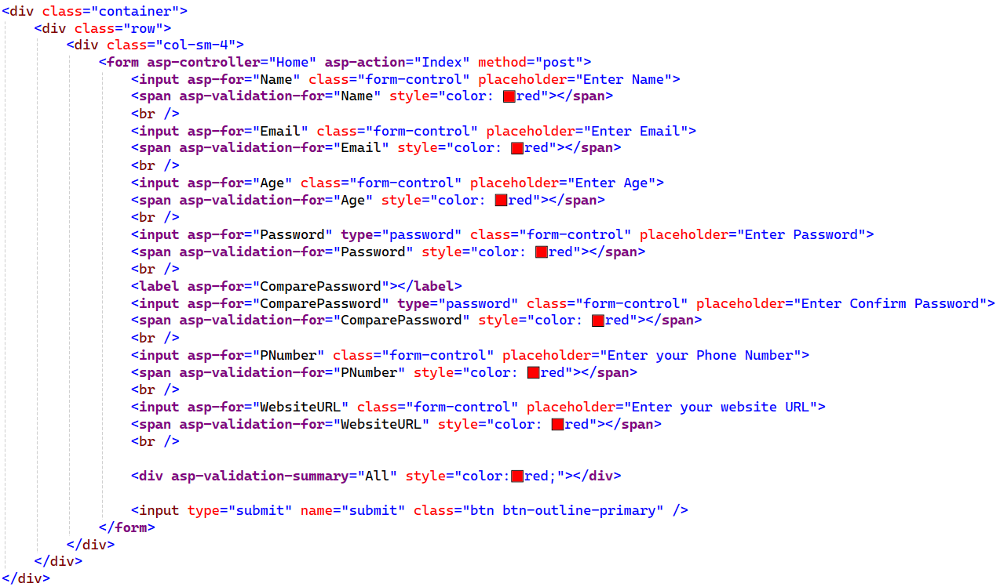 <div class="container">
    <div class="row">
        <div class="col-sm-4">
            <form asp-controller="Home" asp-action="Index" method="post">
                <input asp-for="Name" class="form-control" placeholder="Enter Name">
                <span asp-validation-for="Name" style="color: red"></span>
                <br />
                <input asp-for="Email" class="form-control" placeholder="Enter Email">
                <span asp-validation-for="Email" style="color: red"></span>
                <br />
                <input asp-for="Age" class="form-control" placeholder="Enter Age">
                <span asp-validation-for="Age" style="color: red"></span>
                <br />
                <input asp-for="Password" type="password" class="form-control" placeholder="Enter Password">
                <span asp-validation-for="Password" style="color: red"></span>
                <br />
                <label asp-for="ComparePassword"></label>
                <input asp-for="ComparePassword" type="password" class="form-control" placeholder="Enter Confirm Password">
                <span asp-validation-for="ComparePassword" style="color: red"></span>
                <br />
                <input asp-for="PNumber" class="form-control" placeholder="Enter your Phone Number">
                <span asp-validation-for="PNumber" style="color: red"></span>
                <br />
                <input asp-for="WebsiteURL" class="form-control" placeholder="Enter your website URL">
                <span asp-validation-for="WebsiteURL" style="color: red"></span>
                <br />

                <div asp-validation-summary="All" style="color:red;"></div>

                <input type="submit" name="submit" class="btn btn-outline-primary" />
            </form>
        </div>
    </div>
</div>